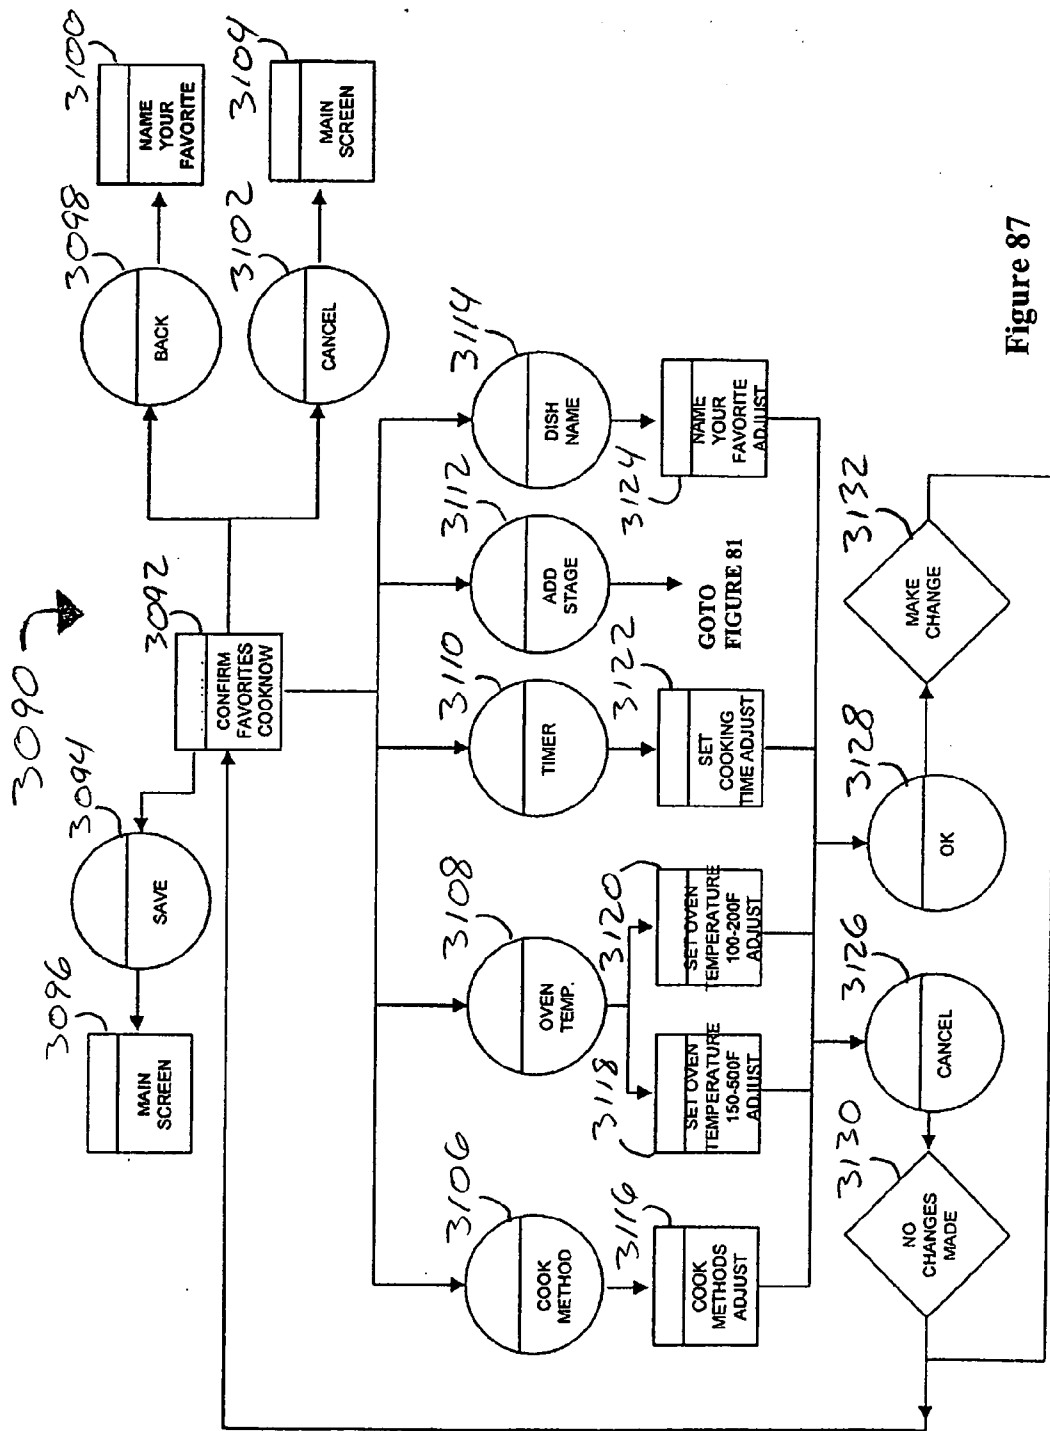 3090
3092
CONFIRM
FAVORITES
COOKNOW
3094
SAVE
3096
MAIN
SCREEN
3098
BACK
3100
NAME
YOUR
FAVORITE
3102
CANCEL
3104
MAIN
SCREEN
3106
COOK
METHOD
3108
OVEN
TEMP.
3110
TIMER
3112
ADD
STAGE
3114
DISH
NAME
3116
COOK
METHODS
ADJUST
3118
SET OVEN
TEMPERATURE
150-500F
ADJUST
3120
SET OVEN
TEMPERATURE
100-200F
ADJUST
3122
SET
COOKING
TIME ADJUST
GOTO
FIGURE 81
3124
NAME
YOUR
FAVORITE
ADJUST
3126
CANCEL
3128
OK
3130
NO
CHANGES
MADE
3132
MAKE
CHANGE
Figure 87